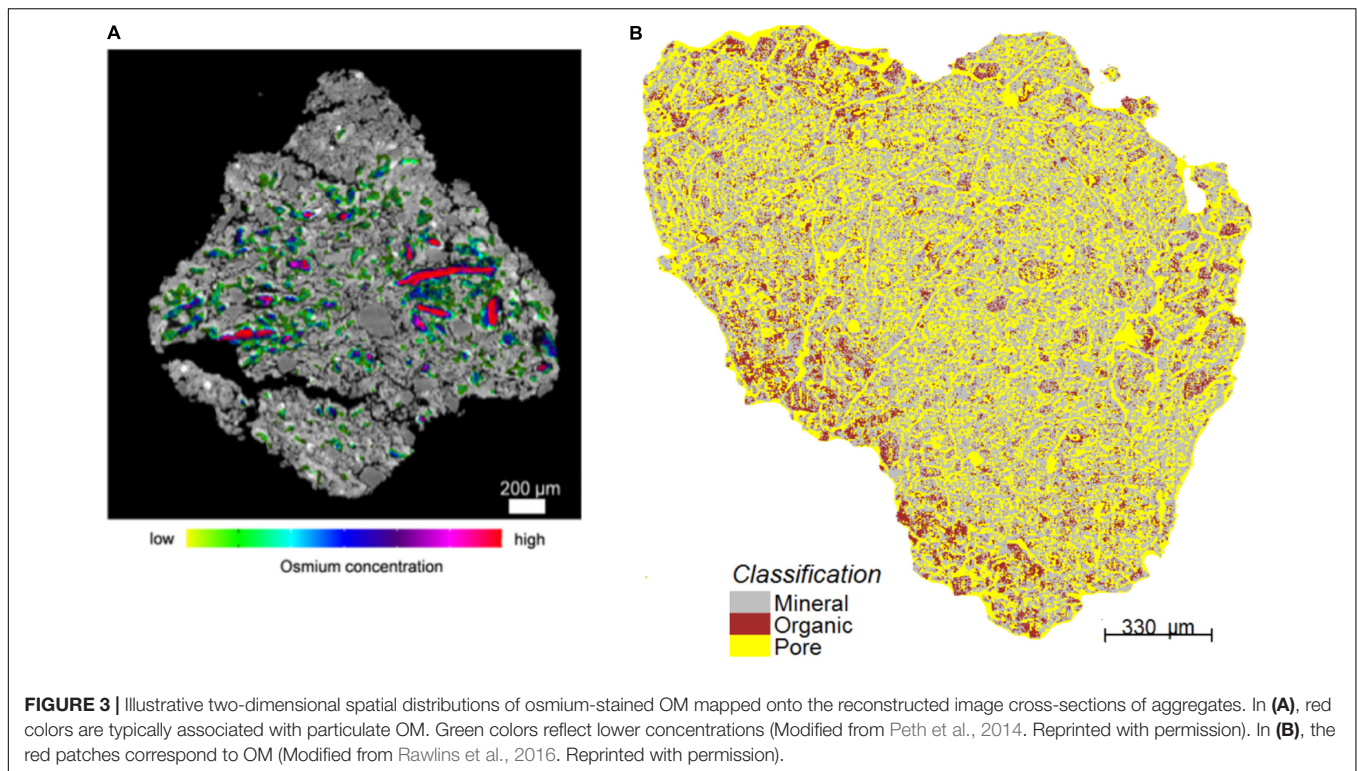 A
B
200 µm
low
high
Osmium concentration
Classification
Mineral
Organic
Pore
330 µm
FIGURE 3 | Illustrative two-dimensional spatial distributions of osmium-stained OM mapped onto the reconstructed image cross-sections of aggregates. In (A), red
colors are typically associated with particulate OM. Green colors reflect lower concentrations (Modified from Peth et al., 2014. Reprinted with permission). In (B), the
red patches correspond to OM (Modified from Rawlins et al., 2016. Reprinted with permission).